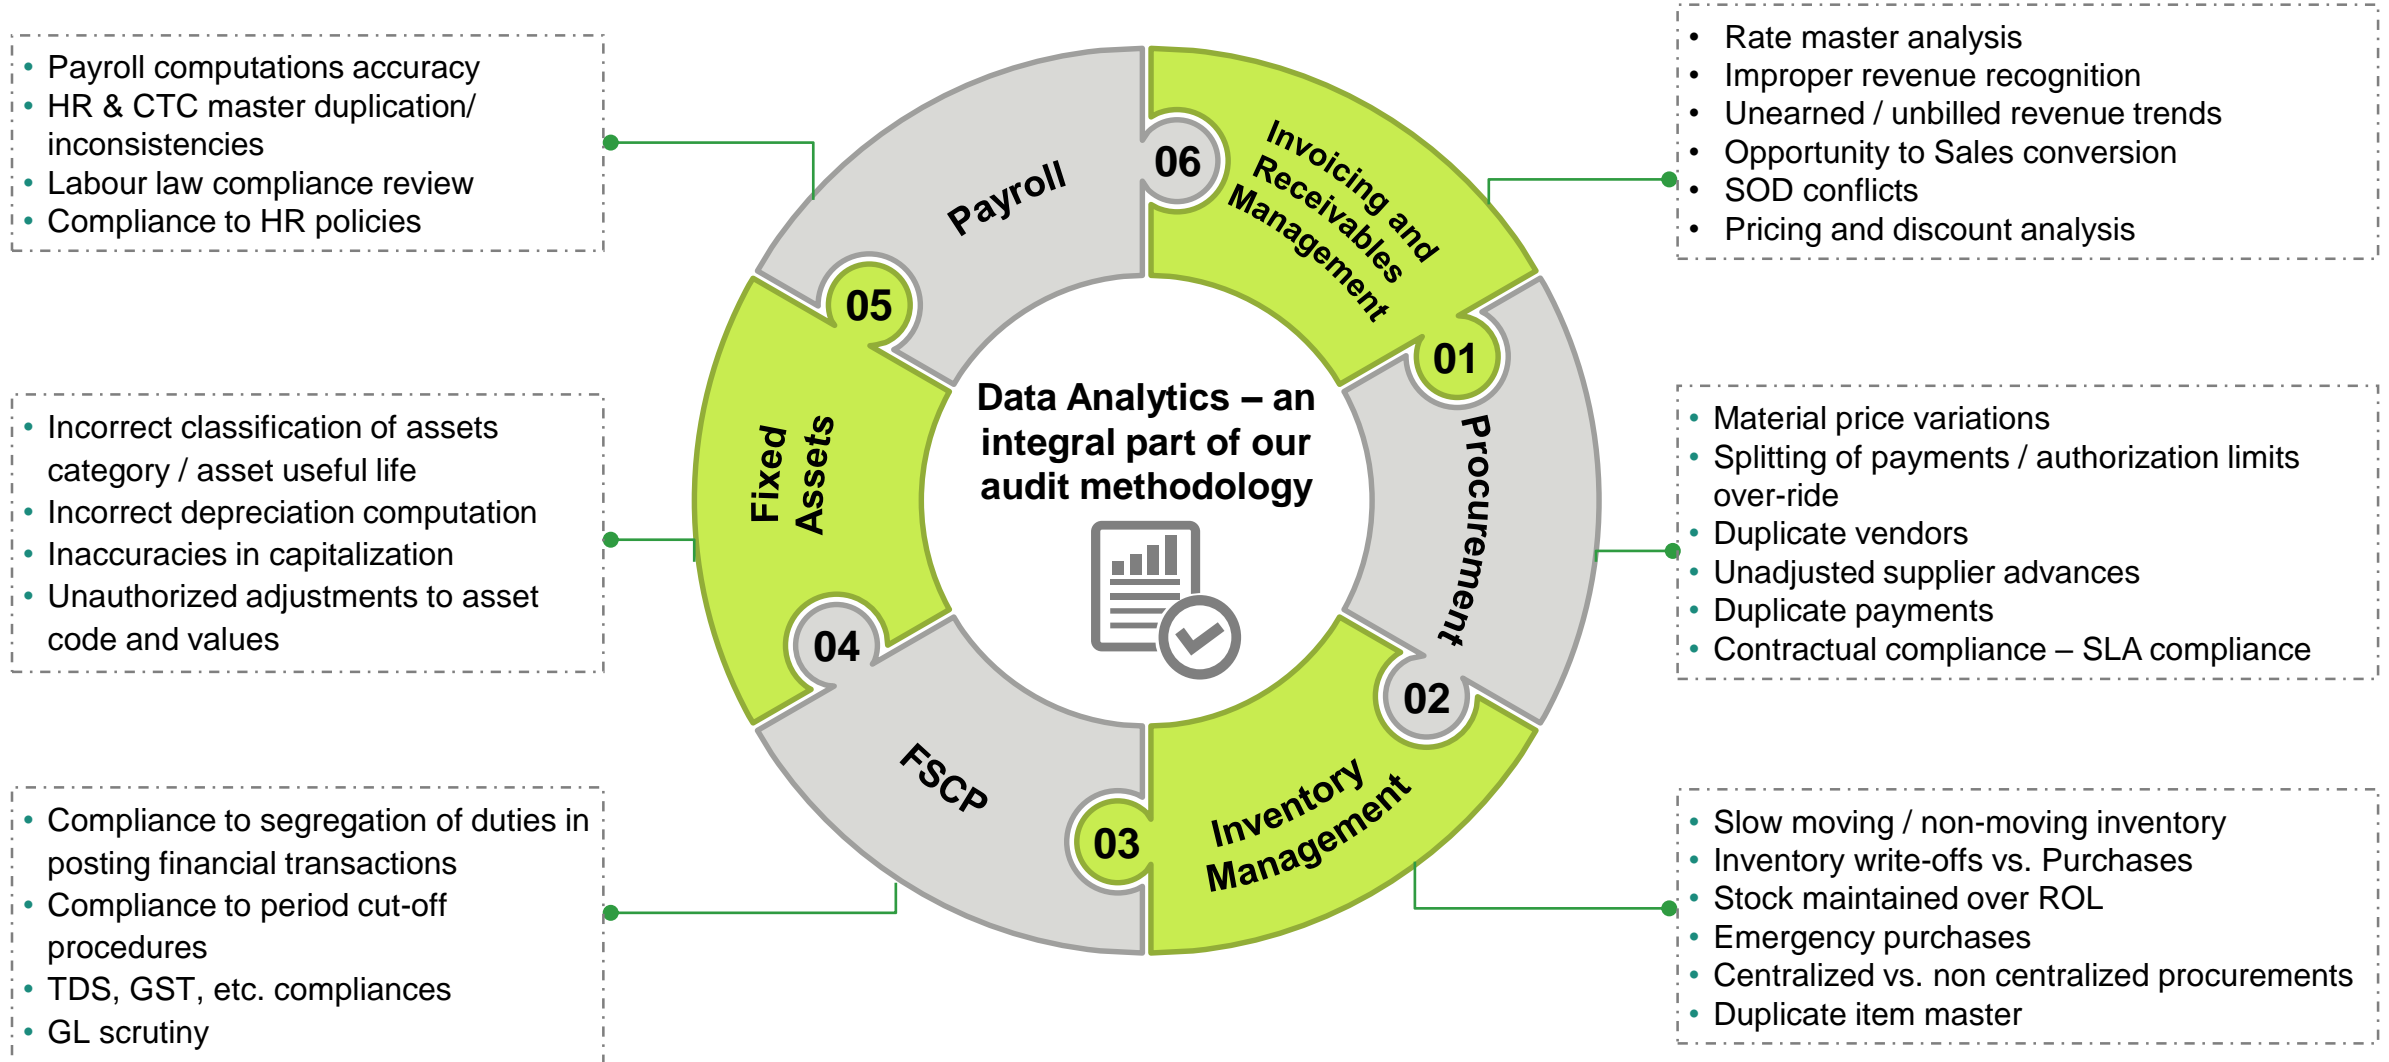 • Payroll computations accuracy
• HR & CTC master duplication/
inconsistencies
• Labour law compliance review
• Compliance to HR policies
• Incorrect classification of assets
category / asset useful life
• Incorrect depreciation computation
• Inaccuracies in capitalization
• Unauthorized adjustments to asset
code and values
• Compliance to segregation of duties in
posting financial transactions
• Compliance to period cut-off
procedures
• TDS, GST, etc. compliances
• GL scrutiny
Data Analytics – an
integral part of our
audit methodology
Invoicing and
Receivables
Management
01
Procurement
02
Inventory
Management
03
FSCP
04
Fixed
Assets
05
Payroll
06
• Rate master analysis
• Improper revenue recognition
• Unearned / unbilled revenue trends
• Opportunity to Sales conversion
• SOD conflicts
• Pricing and discount analysis
• Material price variations
• Splitting of payments / authorization limits
over-ride
• Duplicate vendors
• Unadjusted supplier advances
• Duplicate payments
• Contractual compliance – SLA compliance
• Slow moving / non-moving inventory
• Inventory write-offs vs. Purchases
• Stock maintained over ROL
• Emergency purchases
• Centralized vs. non centralized procurements
• Duplicate item master